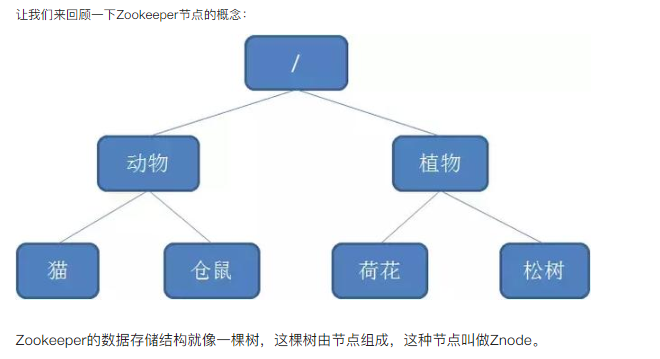 让我们来回顾一下Zookeeper节点的概念：
/
动物
植物
猫
仓鼠
荷花
松树
Zookeeper的数据存储结构就像一棵树，这棵树由节点组成，这种节点叫做Znode。